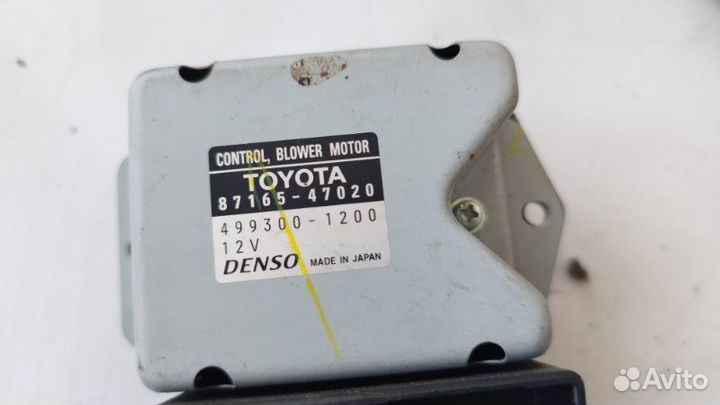 CONTROL, BLOWER MOTOR
TOYOTA
87165-47020
499300-1200
12V
DENSO MADE IN JAPAN
Avito